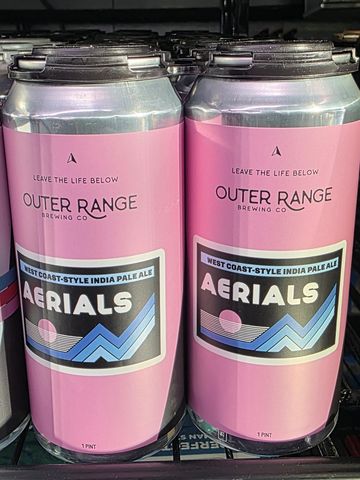 LEAVE THE LIFE BELOW
OUTER RANGE
BREWING CO
WEST COAST-STYLE INDIA PALE ALE
AERIALS
1 PINT
LEAVE THE LIFE BELOW
OUTER RANGE
BREWING CO
WEST COAST-STYLE INDIA PALE ALE
AERIALS
1 PINT